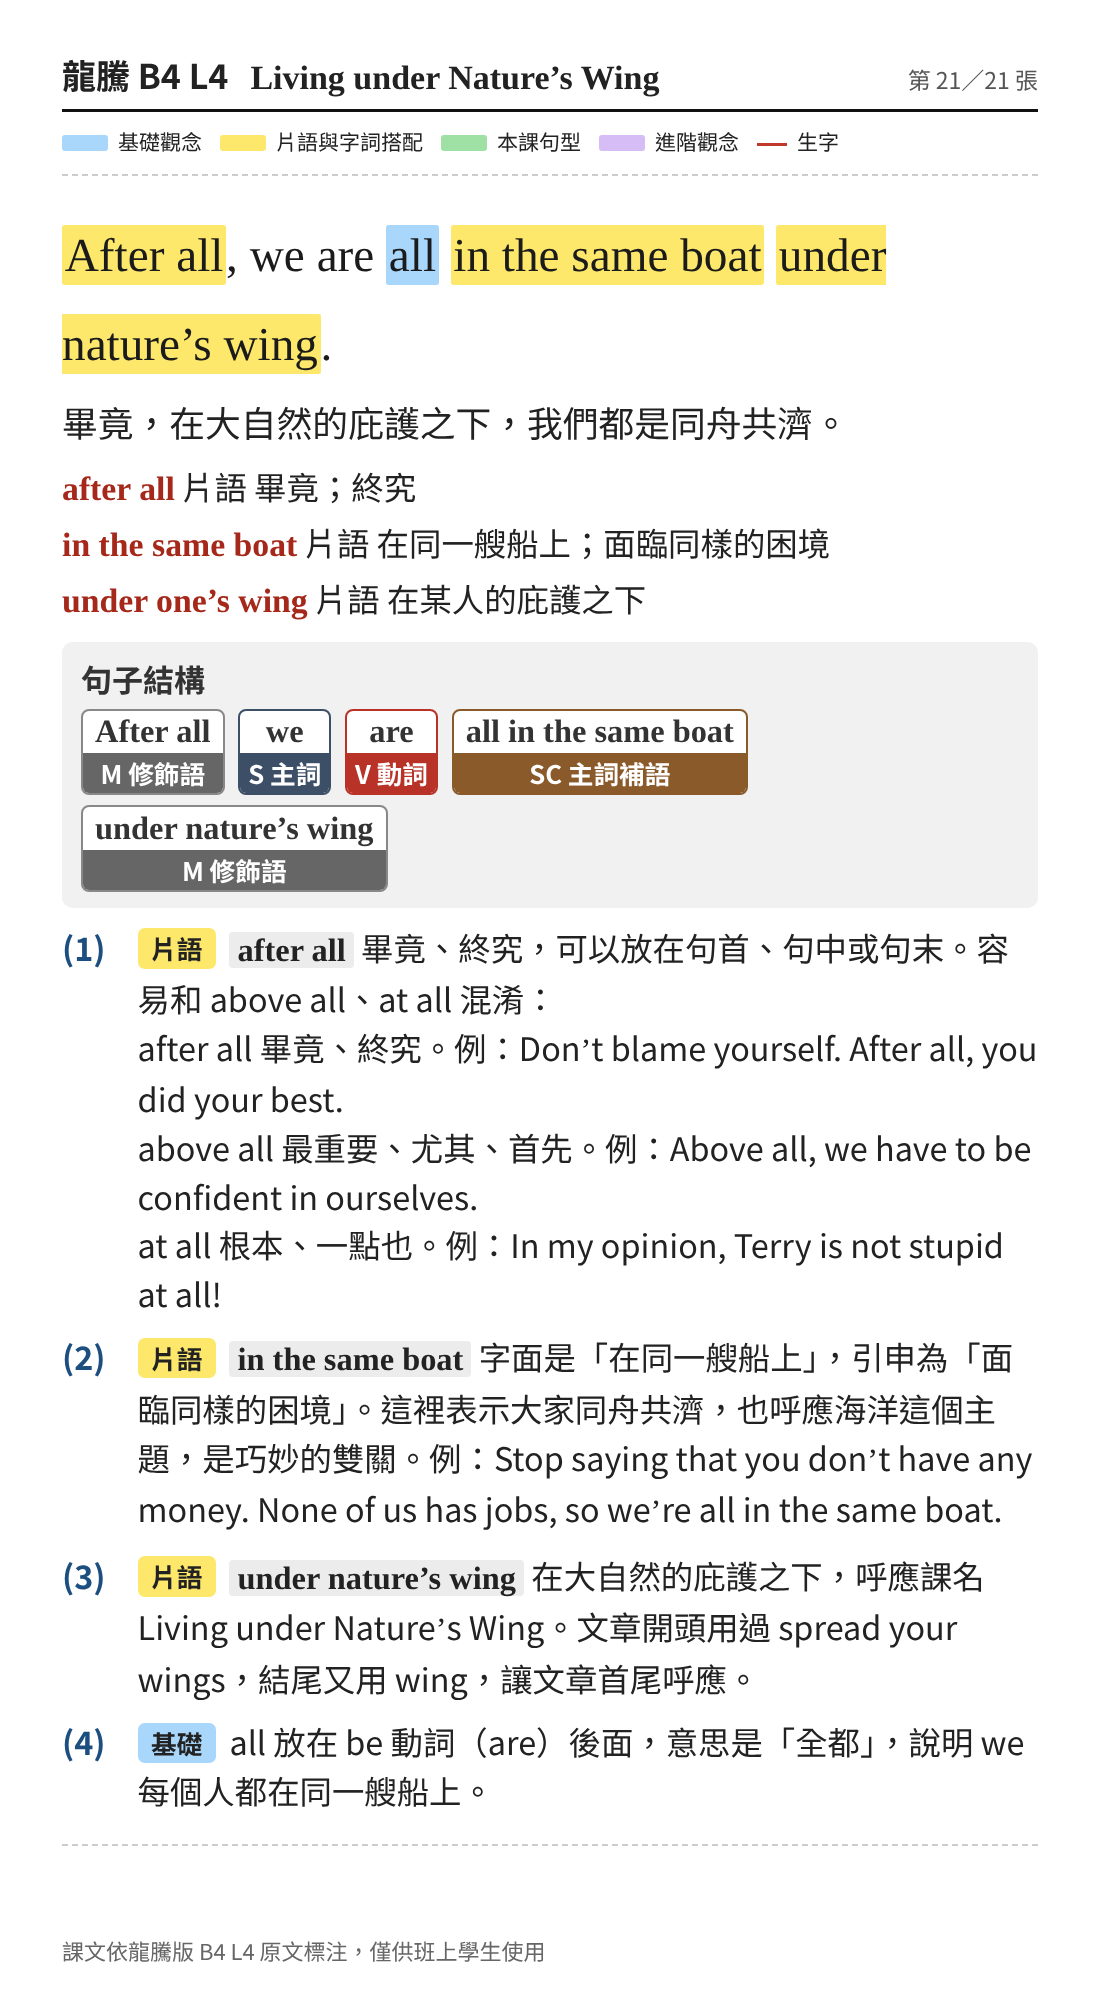 龍騰 B4 L4 Living under Nature’s Wing 第 21／21 張
基礎觀念 片語與字詞搭配 本課句型 進階觀念 生字
After all, we are all in the same boat under
nature’s wing.
畢竟，在大自然的庇護之下，我們都是同舟共濟。
after all 片語 畢竟；終究
in the same boat 片語 在同一艘船上；面臨同樣的困境
under one’s wing 片語 在某人的庇護之下
句子結構
After all we are all in the same boat
M 修飾語 S 主詞 V 動詞 SC 主詞補語
under nature’s wing
M 修飾語
(1) 片語 after all 畢竟、終究，可以放在句首、句中或句末。容
易和 above all、at all 混淆：
after all 畢竟、終究。例：Don’t blame yourself. After all, you
did your best.
above all 最重要、尤其、首先。例：Above all, we have to be
confident in ourselves.
at all 根本、一點也。例：In my opinion, Terry is not stupid
at all!
(2) 片語 in the same boat 字面是「在同一艘船上」，引申為「面
臨同樣的困境」。這裡表示大家同舟共濟，也呼應海洋這個主
題，是巧妙的雙關。例：Stop saying that you don’t have any
money. None of us has jobs, so we’re all in the same boat.
(3) 片語 under nature’s wing 在大自然的庇護之下，呼應課名
Living under Nature’s Wing。文章開頭用過 spread your
wings，結尾又用 wing，讓文章首尾呼應。
(4) 基礎 all 放在 be 動詞（are）後面，意思是「全都」，說明 we
每個人都在同一艘船上。
課文依龍騰版 B4 L4 原文標注，僅供班上學生使用